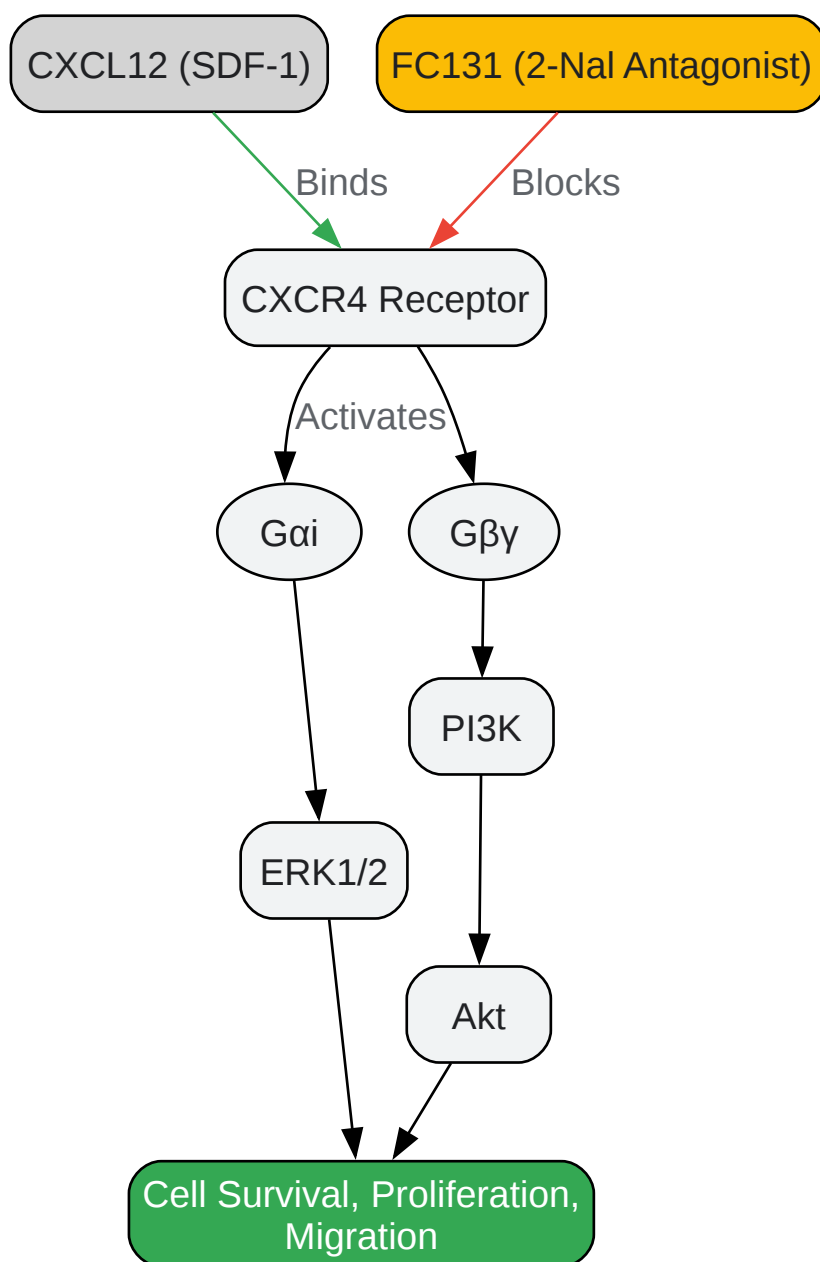 CXCL12 (SDF-1)
FC131 (2-Nal Antagonist)
Binds
Blocks
CXCR4 Receptor
Activates
Gαi
Gβγ
PI3K
ERK1/2
Akt
Cell Survival, Proliferation,
Migration